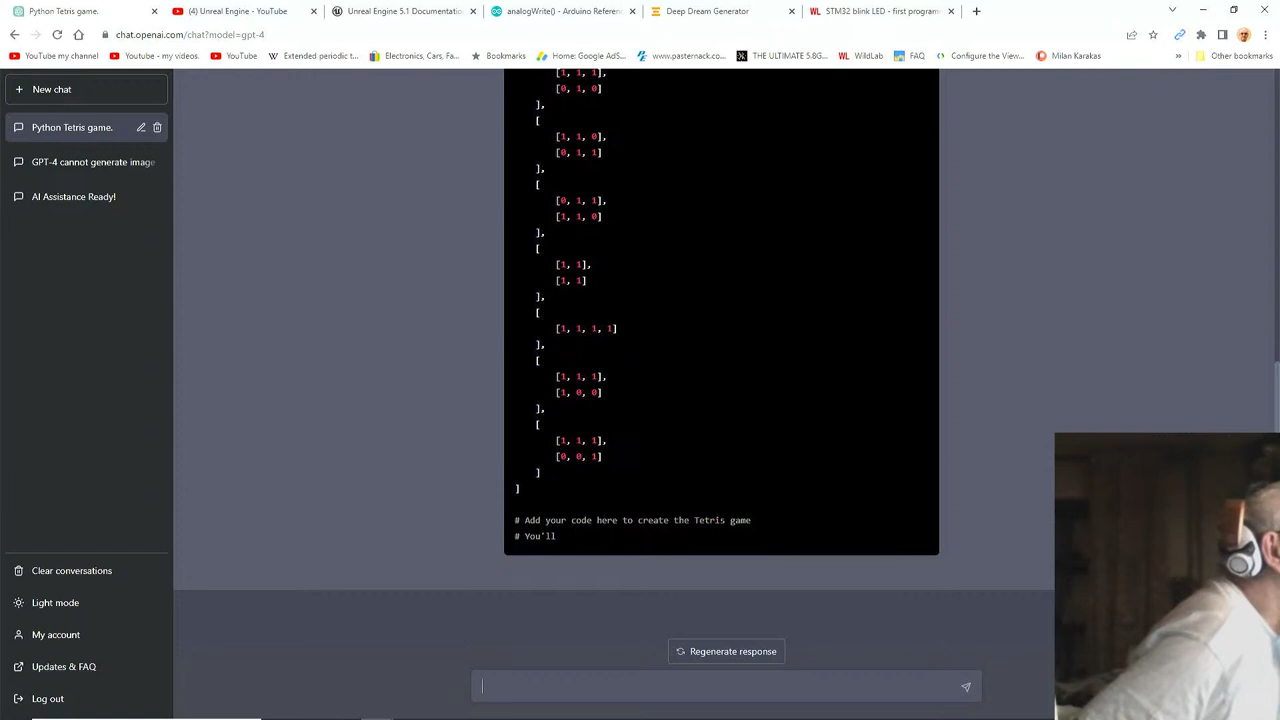 Python Tetris game.
(4) Unreal Engine - YouTube
Unreal Engine 5.1 Documentatio
analogWrite() - Arduino Referenc
Deep Dream Generator
STM32 blink LED - first program
chat.openai.com/chat?model=gpt-4
YouTube my channel
Youtube - my videos.
YouTube
Extended periodic t...
Electronics, Cars, Fa...
Bookmarks
Home: Google AdS...
www.pasternack.co...
THE ULTIMATE 5.8G...
WildLab
FAQ
Configure the View...
Milan Karakas
»
Other bookmarks
+ New chat
Python Tetris game.
GPT-4 cannot generate image
AI Assistance Ready!
Clear conversations
Light mode
My account
Updates & FAQ
Log out
[1, 1, 1],
[0, 1, 0]
],
[
[1, 1, 0],
[0, 1, 1]
],
[
[0, 1, 1],
[1, 1, 0]
],
[
[1, 1],
[1, 1]
],
[
[1, 1, 1, 1]
],
[
[1, 1, 1],
[1, 0, 0]
],
[
[1, 1, 1],
[0, 0, 1]
]
]
# Add your code here to create the Tetris game
# You'll
Regenerate response